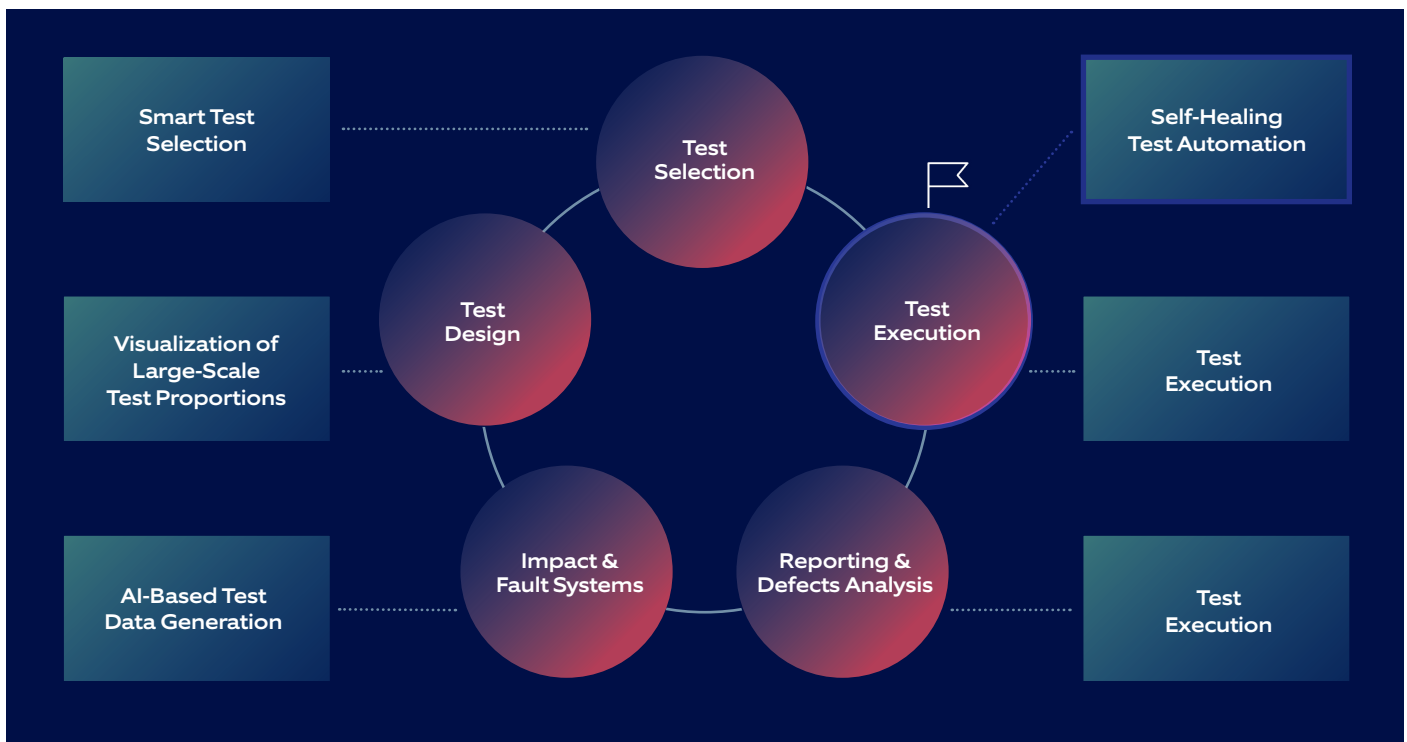 Smart Test
Selection
Test
Selection
Self-Healing
Test Automation
Test
Design
Test
Execution
Visualization of
Large-Scale
Test Proportions
Test
Execution
Impact &
Fault Systems
Reporting &
Defects Analysis
AI-Based Test
Data Generation
Test
Execution